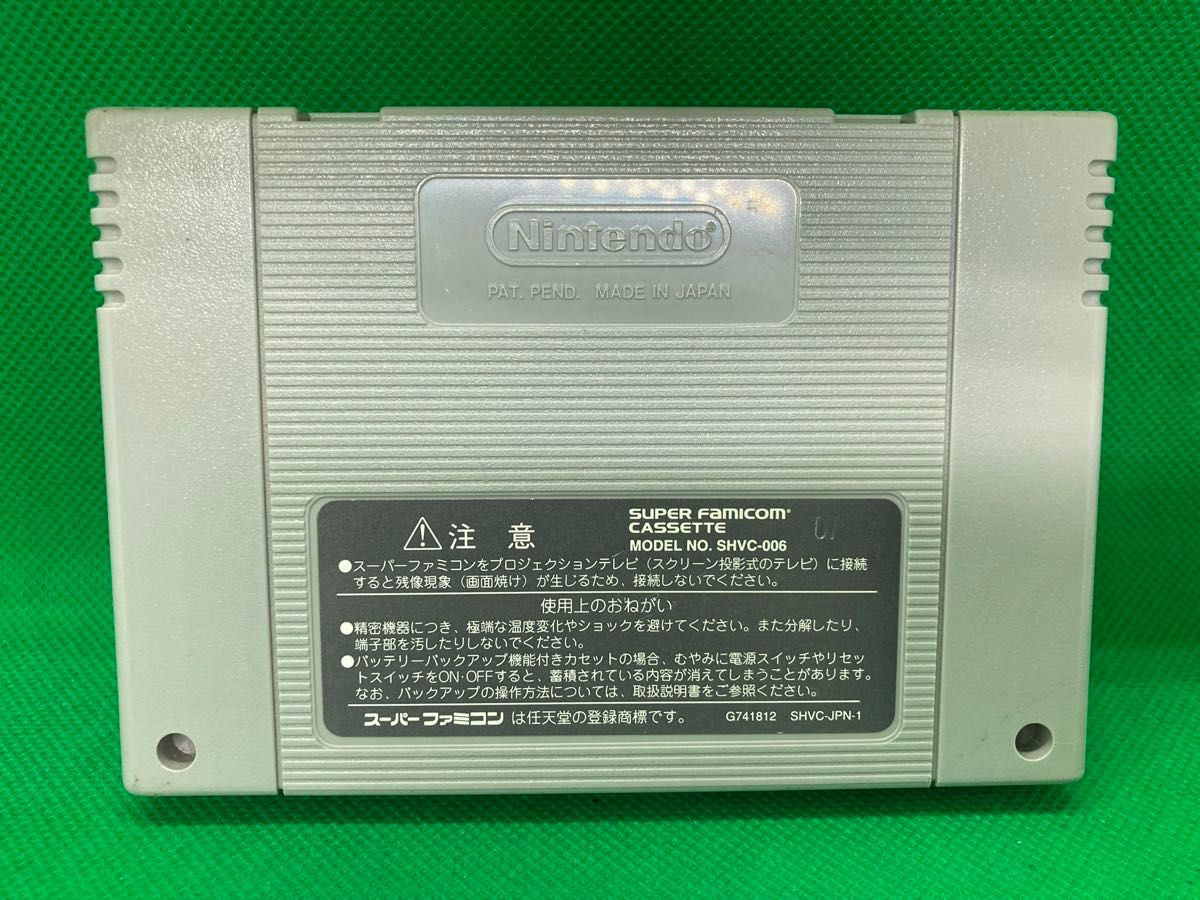 Nintendo®
PAT. PEND. MADE IN JAPAN
注意
SUPER FAMICOM®
CASSETTE
MODEL NO. SHVC-006
07
●スーパーファミコンをプロジェクションテレビ（スクリーン投影式のテレビ）に接続
すると残像現象（画面焼け）が生じるため、接続しないでください。
使用上のおねがい
●精密機器につき、極端な温度変化やショックを避けてください。また分解したり、
端子部を汚したりしないでください。
●バッテリーバックアップ機能付きカセットの場合、むやみに電源スイッチやリセッ
トスイッチをON·OFFすると、蓄積されている内容が消えてしまうことがあります。
なお、バックアップの操作方法については、取扱説明書をご参照ください。
スーパーファミコンは任天堂の登録商標です。 G741812 SHVC-JPN-1